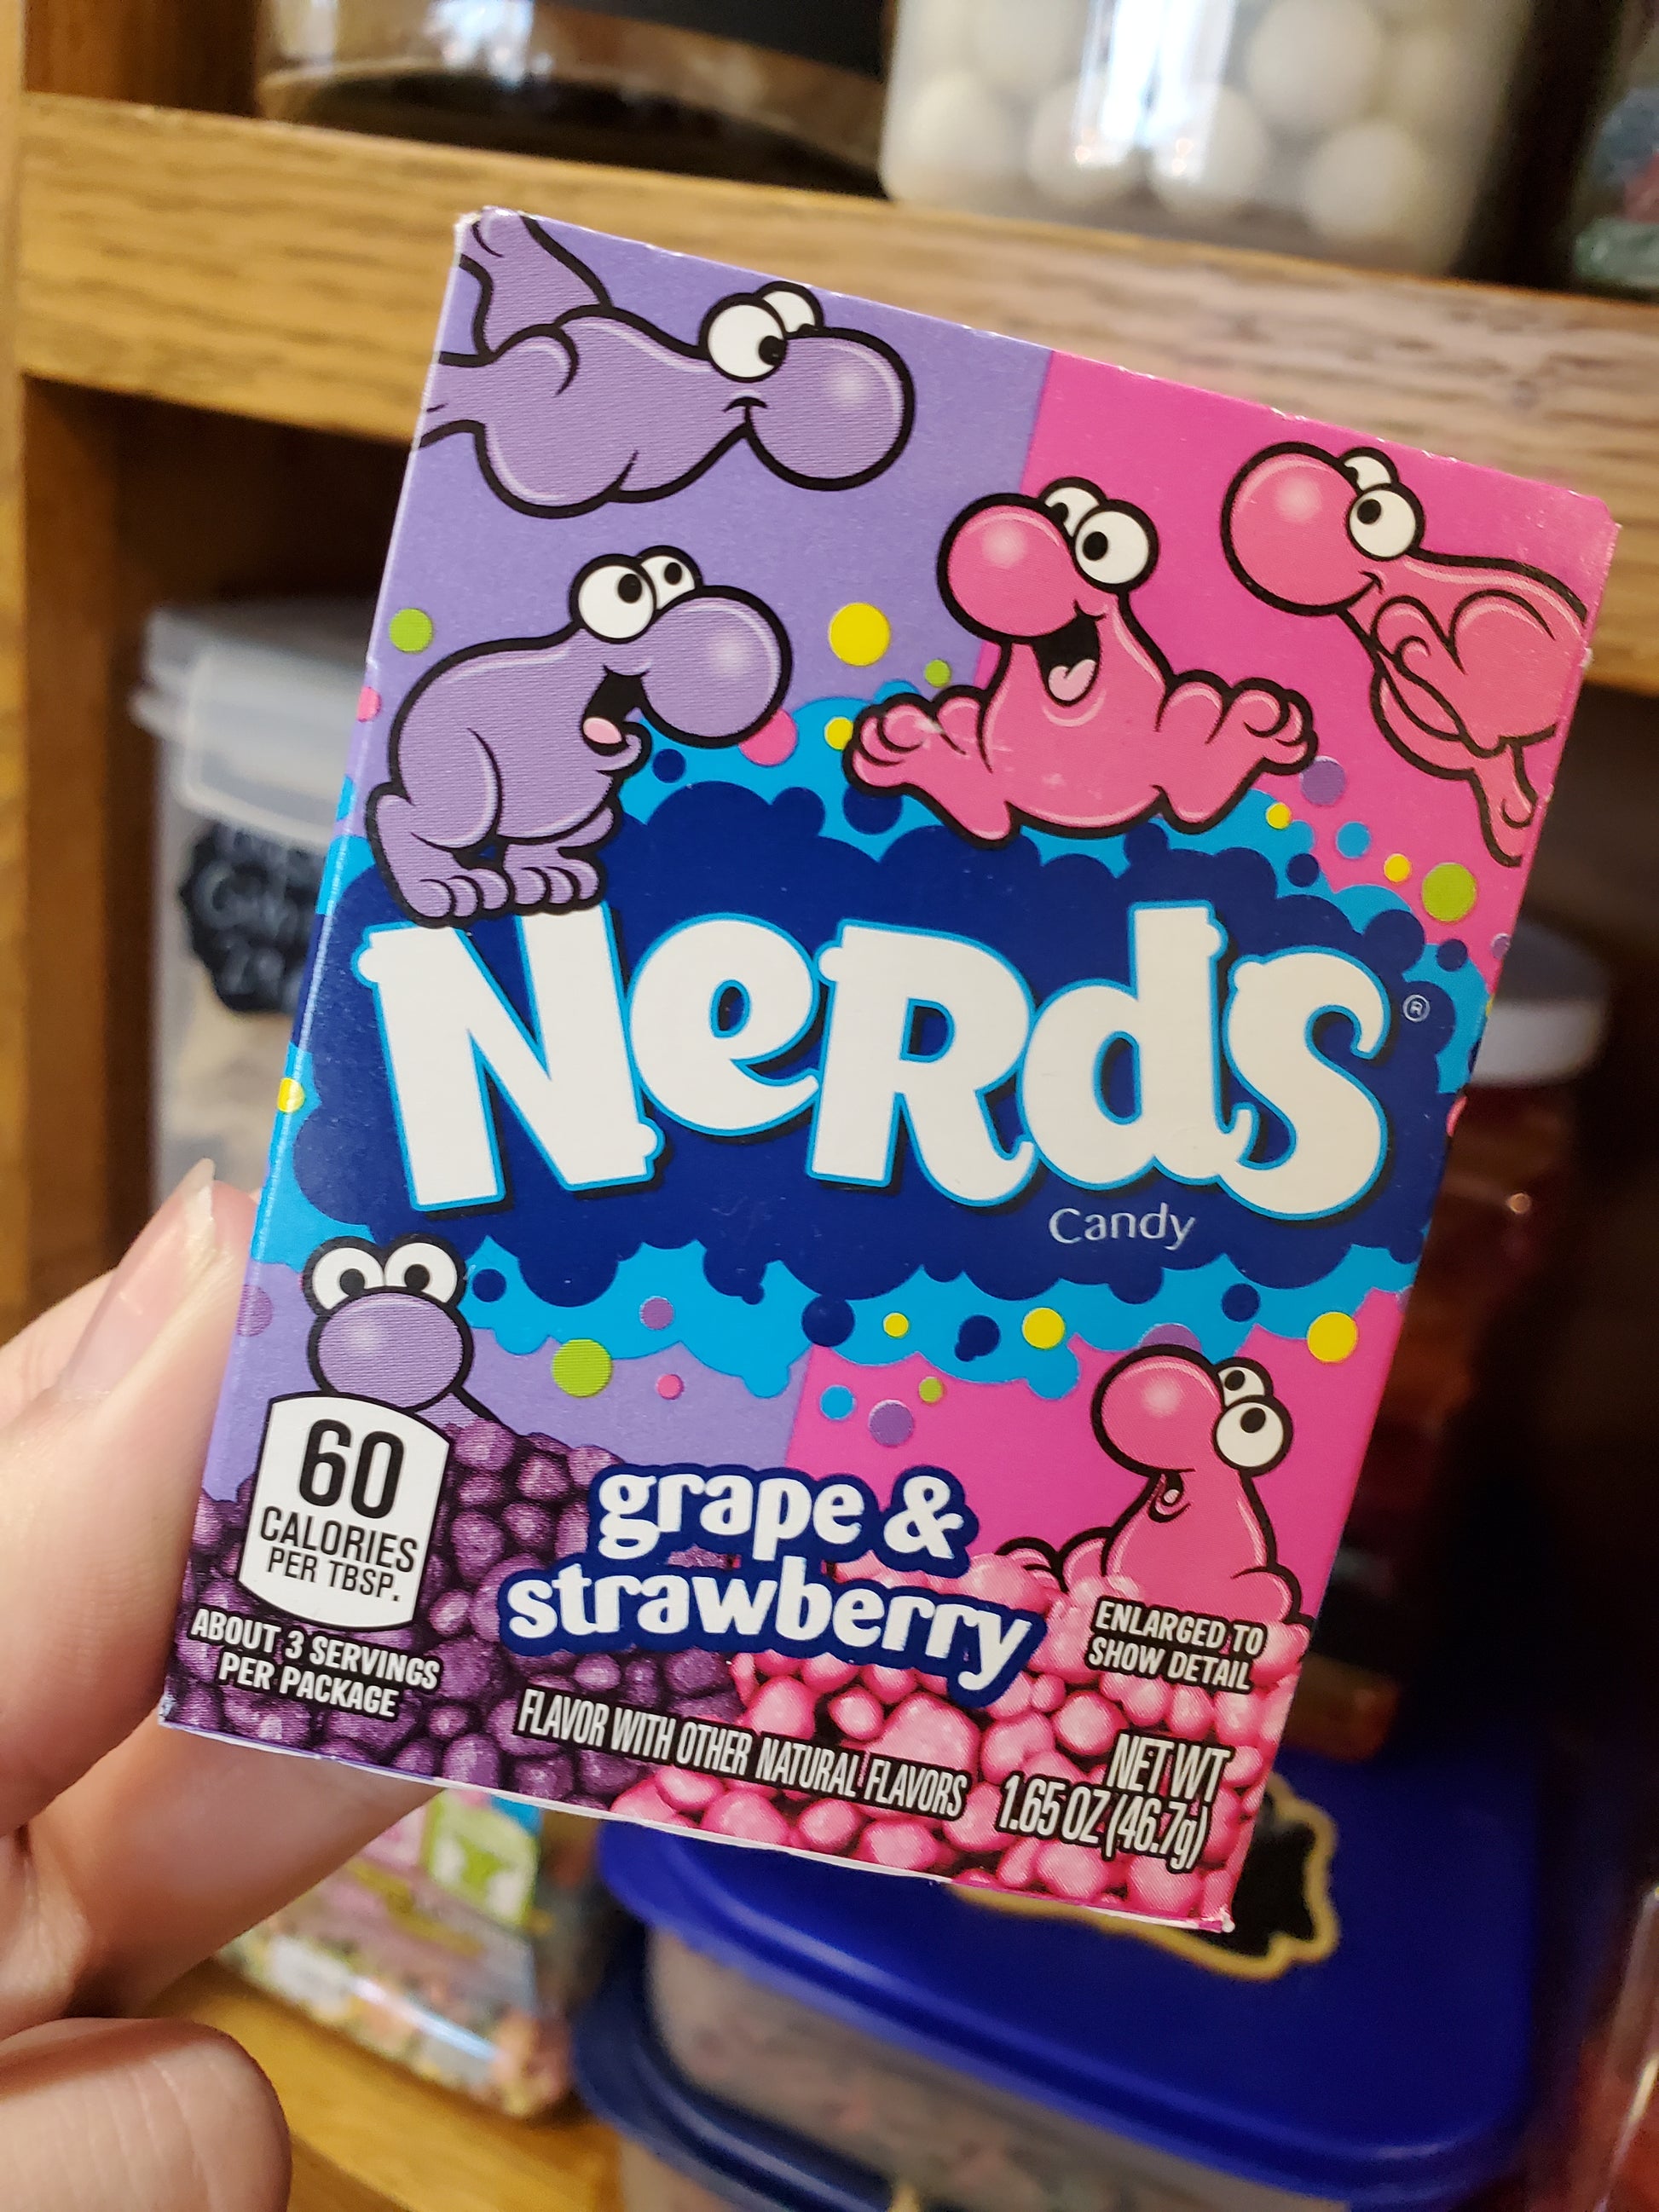 NeRdS®
Candy
60
CALORIES
PER TBSP.
ABOUT 3 SERVINGS
PER PACKAGE
grape &
strawberry
FLAVOR WITH OTHER NATURAL FLAVORS
ENLARGED TO
SHOW DETAIL
NET WT
1.65 OZ (46.7g)